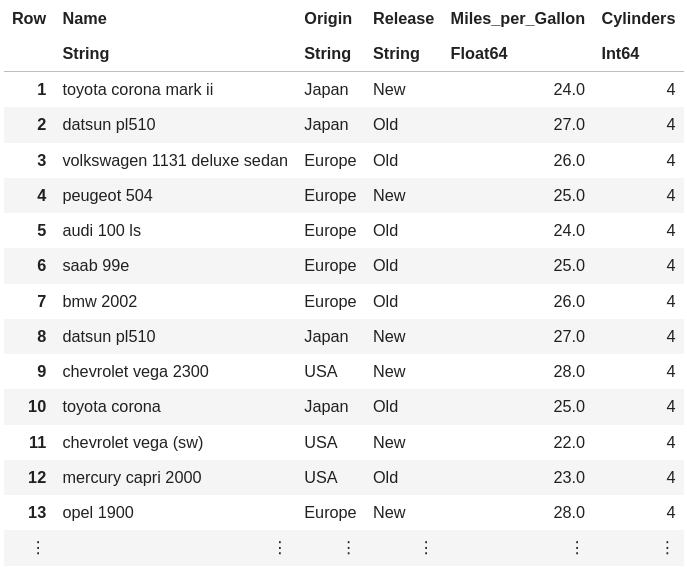 Row Name Origin Release Miles_per_Gallon Cylinders
String String String Float64 Int64
1 toyota corona mark ii Japan New 24.0 4
2 datsun pl510 Japan Old 27.0 4
3 volkswagen 1131 deluxe sedan Europe Old 26.0 4
4 peugeot 504 Europe New 25.0 4
5 audi 100 ls Europe Old 24.0 4
6 saab 99e Europe Old 25.0 4
7 bmw 2002 Europe Old 26.0 4
8 datsun pl510 Japan New 27.0 4
9 chevrolet vega 2300 USA New 28.0 4
10 toyota corona Japan Old 25.0 4
11 chevrolet vega (sw) USA New 22.0 4
12 mercury capri 2000 USA Old 23.0 4
13 opel 1900 Europe New 28.0 4
⋮ ⋮ ⋮ ⋮ ⋮ ⋮